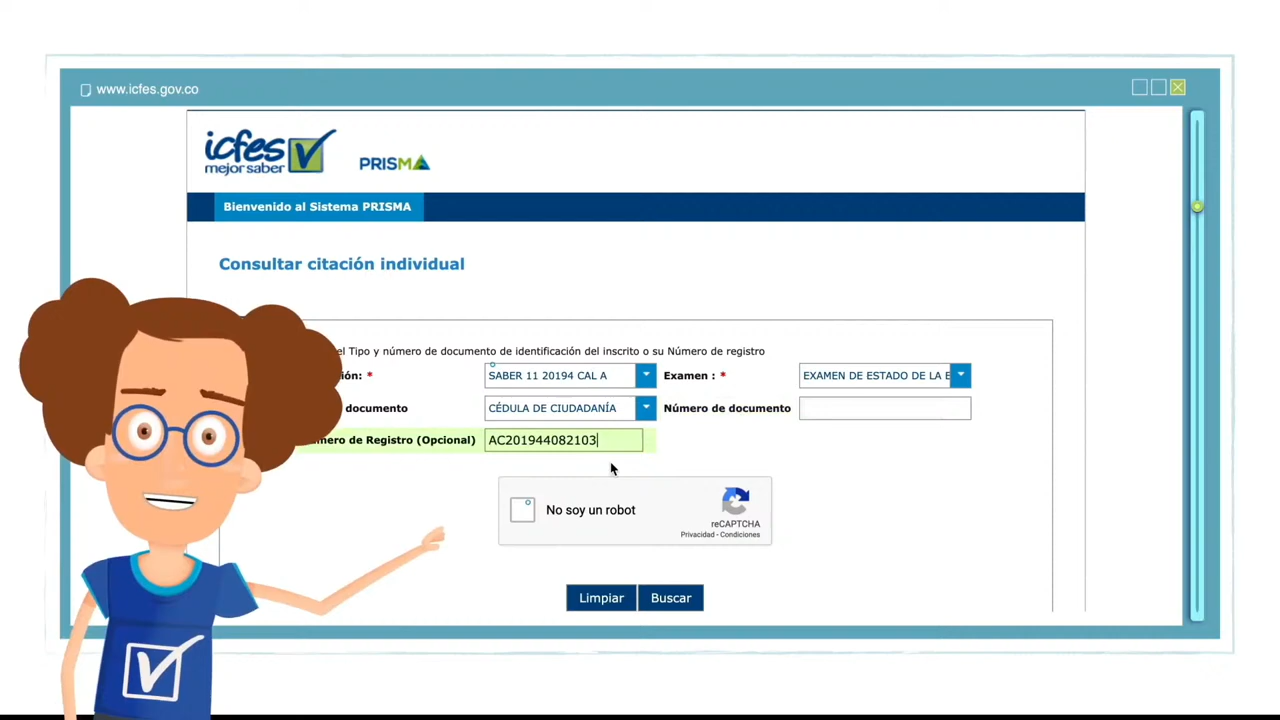 www.icfes.gov.co
icfes
mejor saber
PRISMA
Bienvenido al Sistema PRISMA
Consultar citación individual
el Tipo y número de documento de identificación del inscrito o su Número de registro
SABER 11 20194 CAL A
Examen : *
EXAMEN DE ESTADO DE LA
documento
CÉDULA DE CIUDADANÍA
Número de documento
de Registro (Opcional)
AC201944082103
No soy un robot
reCAPTCHA
Privacidad - Condiciones
Limpiar
Buscar